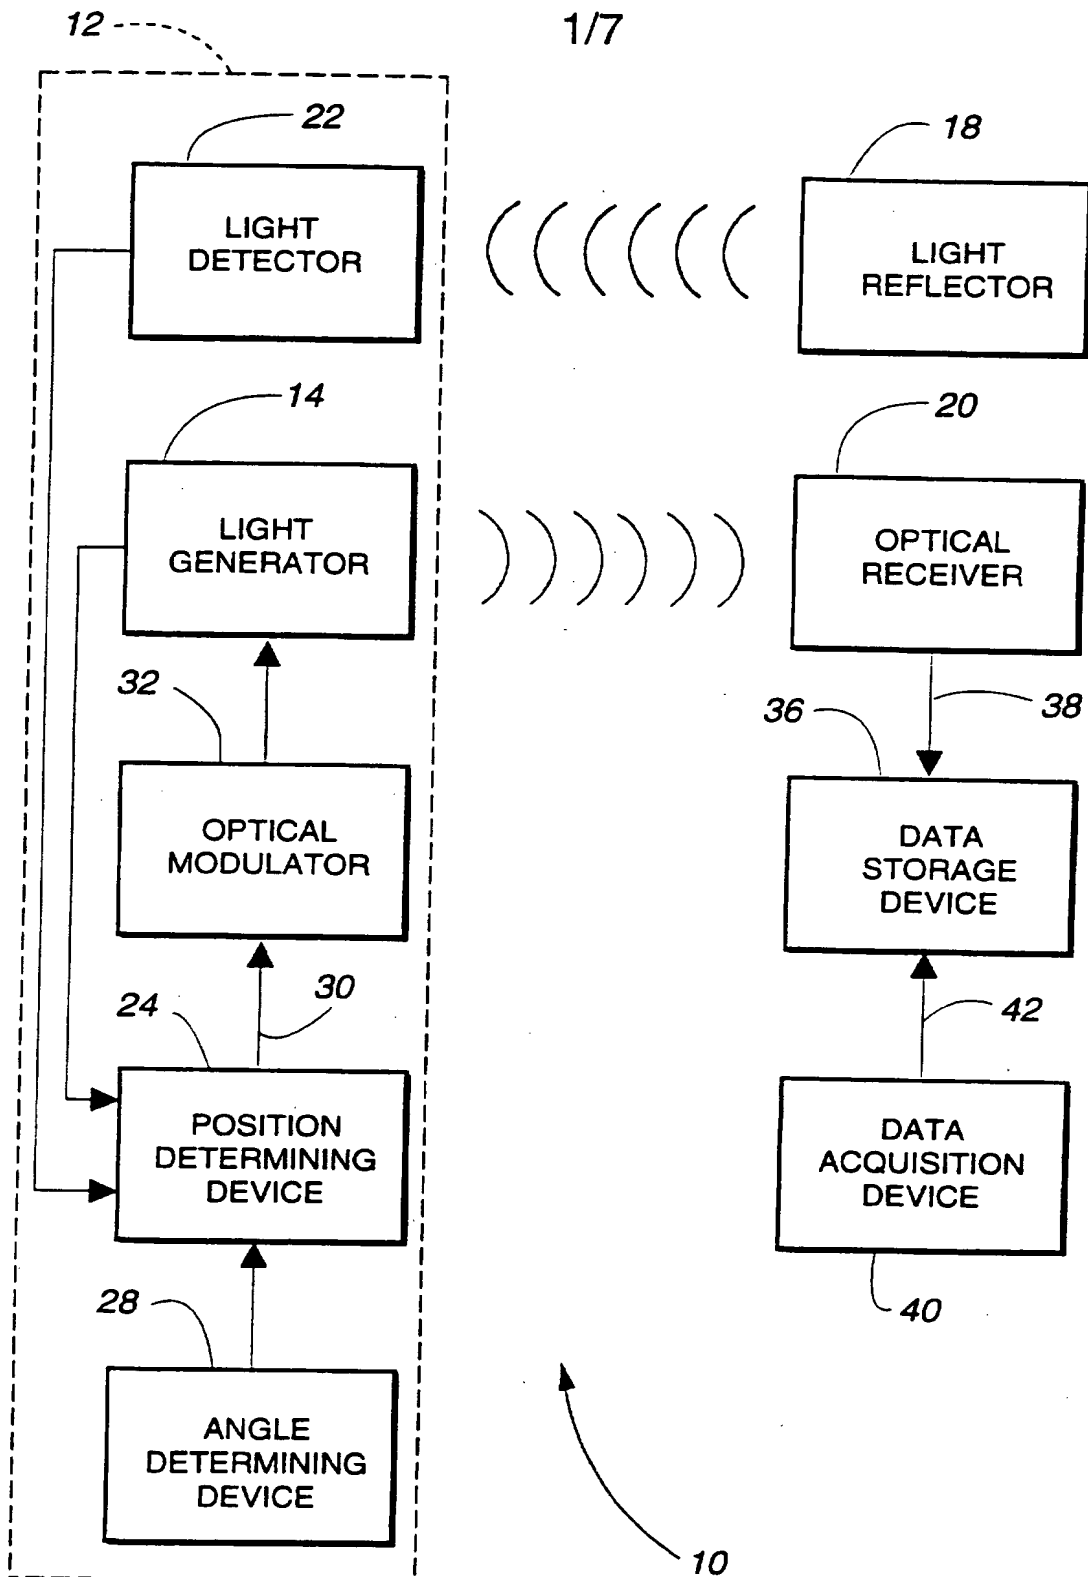 1/7
12
22
LIGHT
DETECTOR
18
LIGHT
REFLECTOR
14
LIGHT
GENERATOR
20
OPTICAL
RECEIVER
32
OPTICAL
MODULATOR
38
36
DATA
STORAGE
DEVICE
30
24
POSITION
DETERMINING
DEVICE
42
DATA
ACQUISITION
DEVICE
40
28
ANGLE
DETERMINING
DEVICE
10